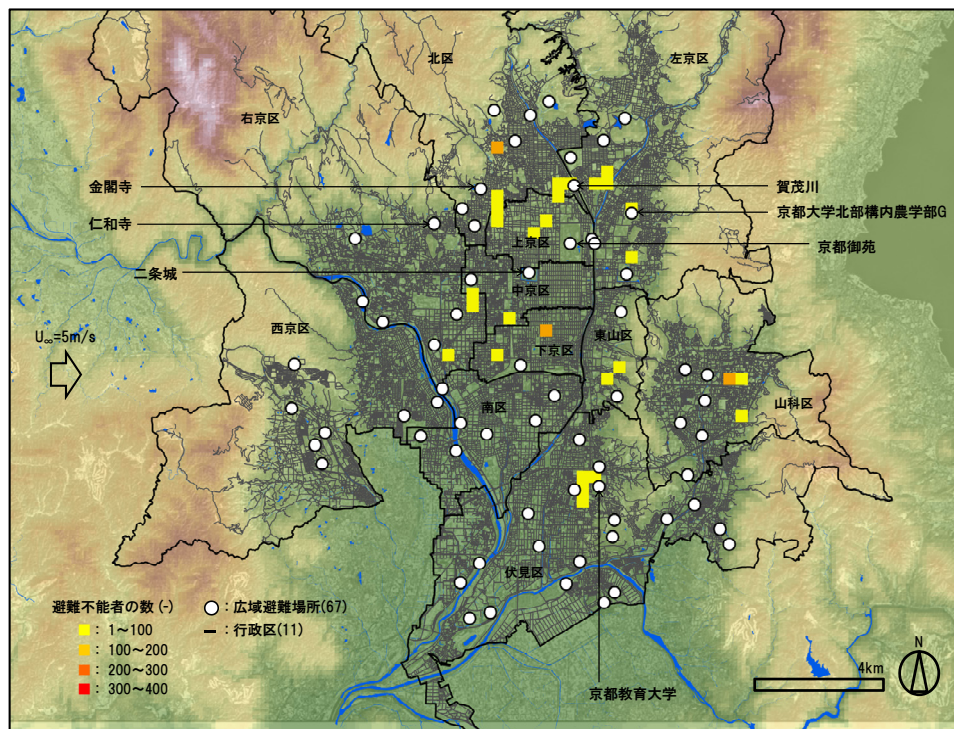 北区
左京区
右京区
金閣寺
賀茂川
仁和寺
京都大学北部構内農学部G
上京区
京都御苑
二条城
中京区
西京区
東山区
U∞=5m/s
下京区
山科区
南区
伏見区
避難不能者の数(-)
：1～100
：100～200
：200～300
：300～400
：広域避難場所(67)
：行政区(11)
京都教育大学
4km
N